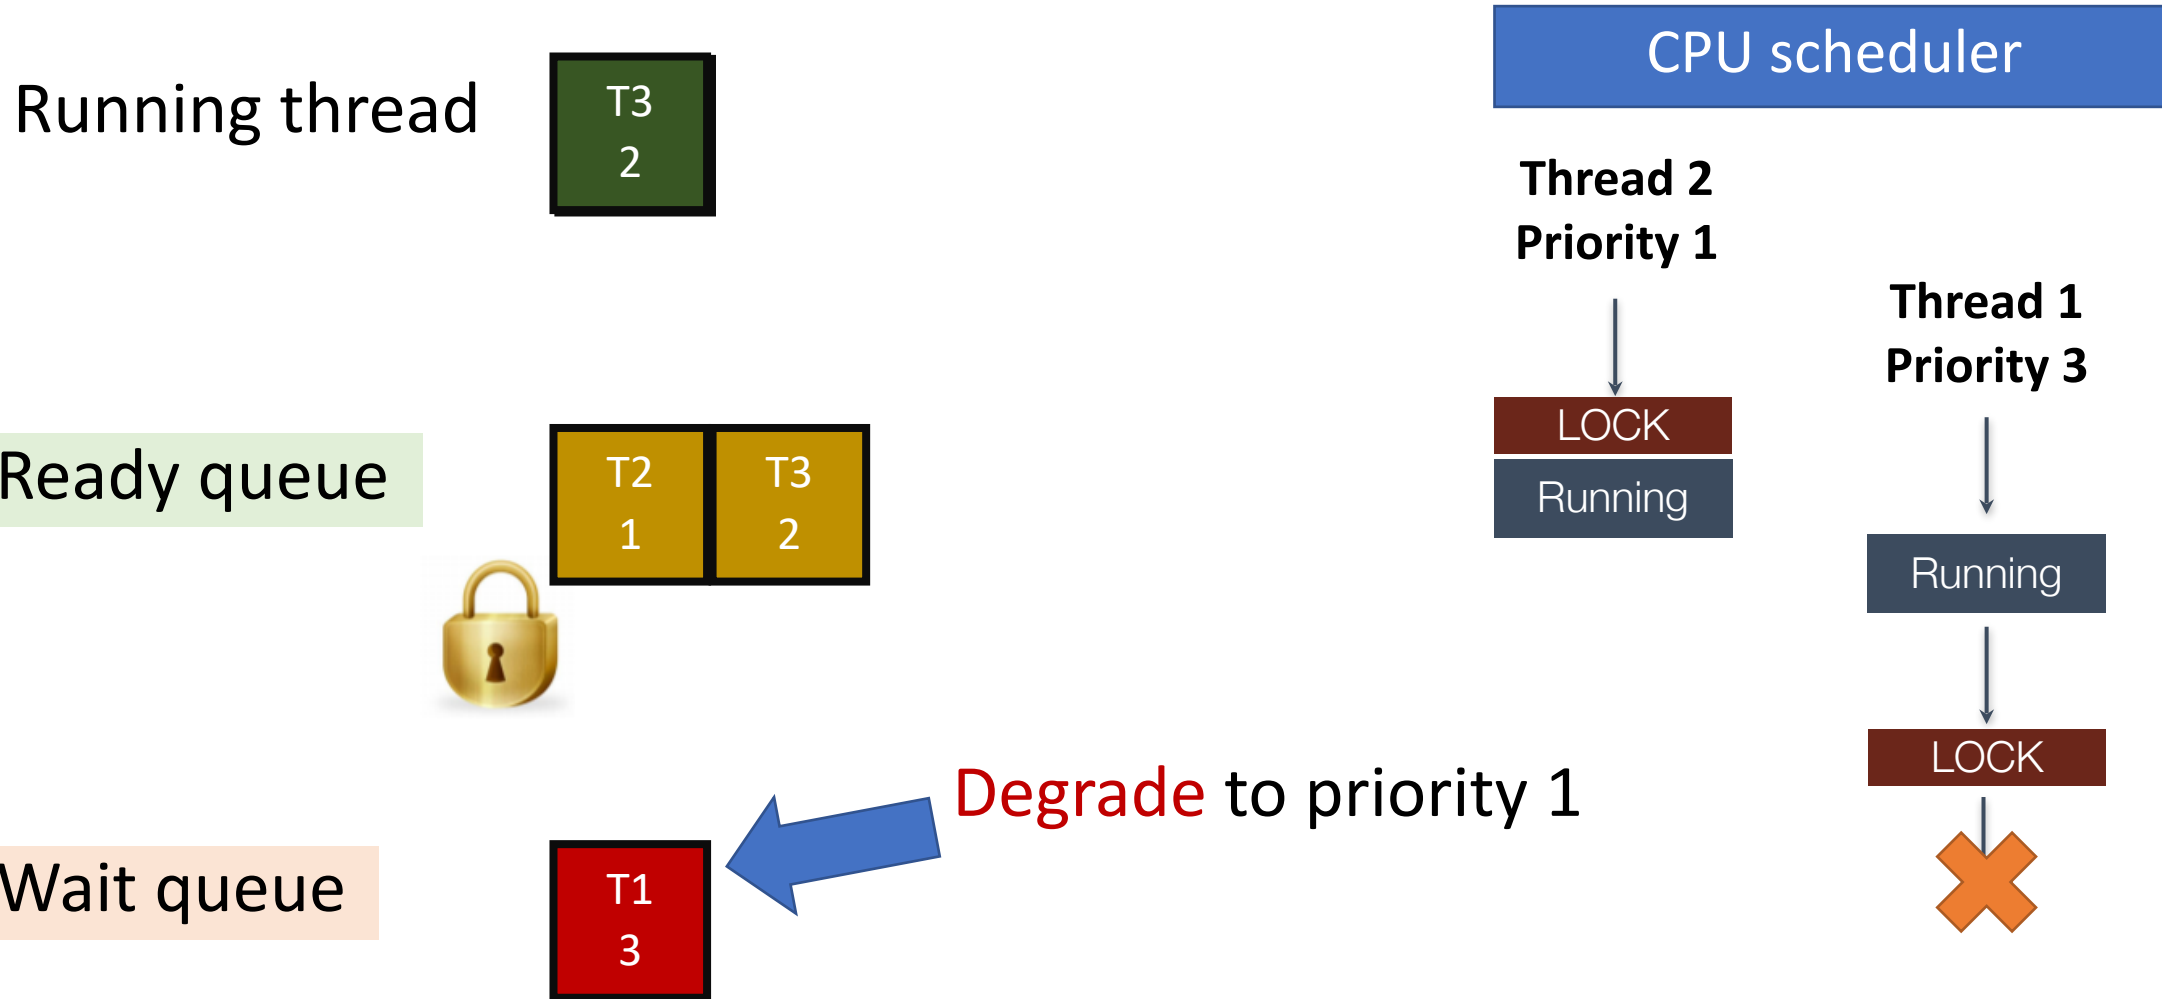 CPU scheduler
Running thread
T3
2
Thread 2
Priority 1
Thread 1
Priority 3
LOCK
Running
Ready queue
T2
1
T3
2
Running
LOCK
Degrade to priority 1
Wait queue
T1
3